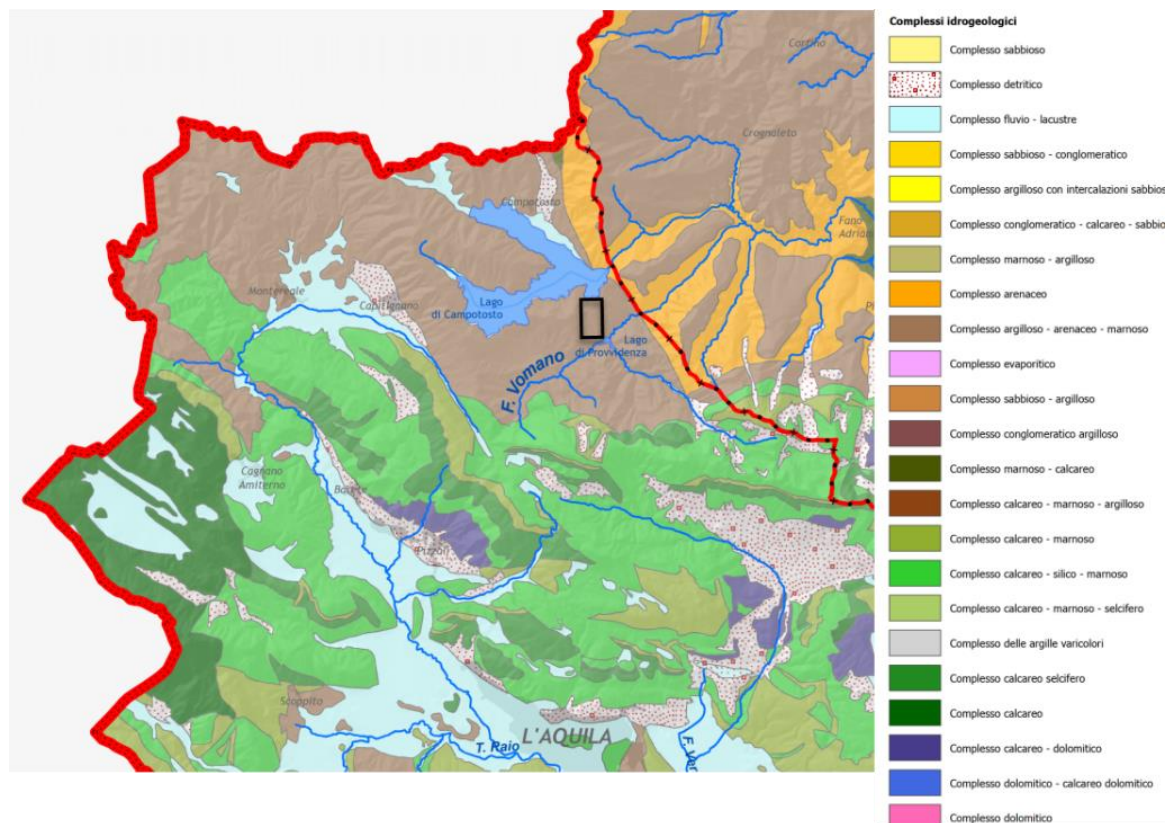 Cortino
Crognaleto
Campotosto
Fano
Adrian
Montereale
Capitignano
Lago
di Campotosto
Lago
di Provvidenza
F. Vomano
Cagnano
Amiterno
Barete
Pizzoli
Scoppito
L'AQUILA
T. Raio
F. Ver
Complessi idrogeologici
Complesso sabbioso
Complesso detritico
Complesso fluvio - lacustre
Complesso sabbioso - conglomeratico
Complesso argilloso con intercalazioni sabbios
Complesso conglomeratico - calcareo - sabbio
Complesso marnoso - argilloso
Complesso arenaceo
Complesso argilloso - arenaceo - marnoso
Complesso evaporitico
Complesso sabbioso - argilloso
Complesso conglomeratico argilloso
Complesso marnoso - calcareo
Complesso calcareo - marnoso - argilloso
Complesso calcareo - marnoso
Complesso calcareo - silico - marnoso
Complesso calcareo - marnoso - selcifero
Complesso delle argille varicolori
Complesso calcareo selcifero
Complesso calcareo
Complesso calcareo - dolomitico
Complesso dolomitico - calcareo dolomitico
Complesso dolomitico